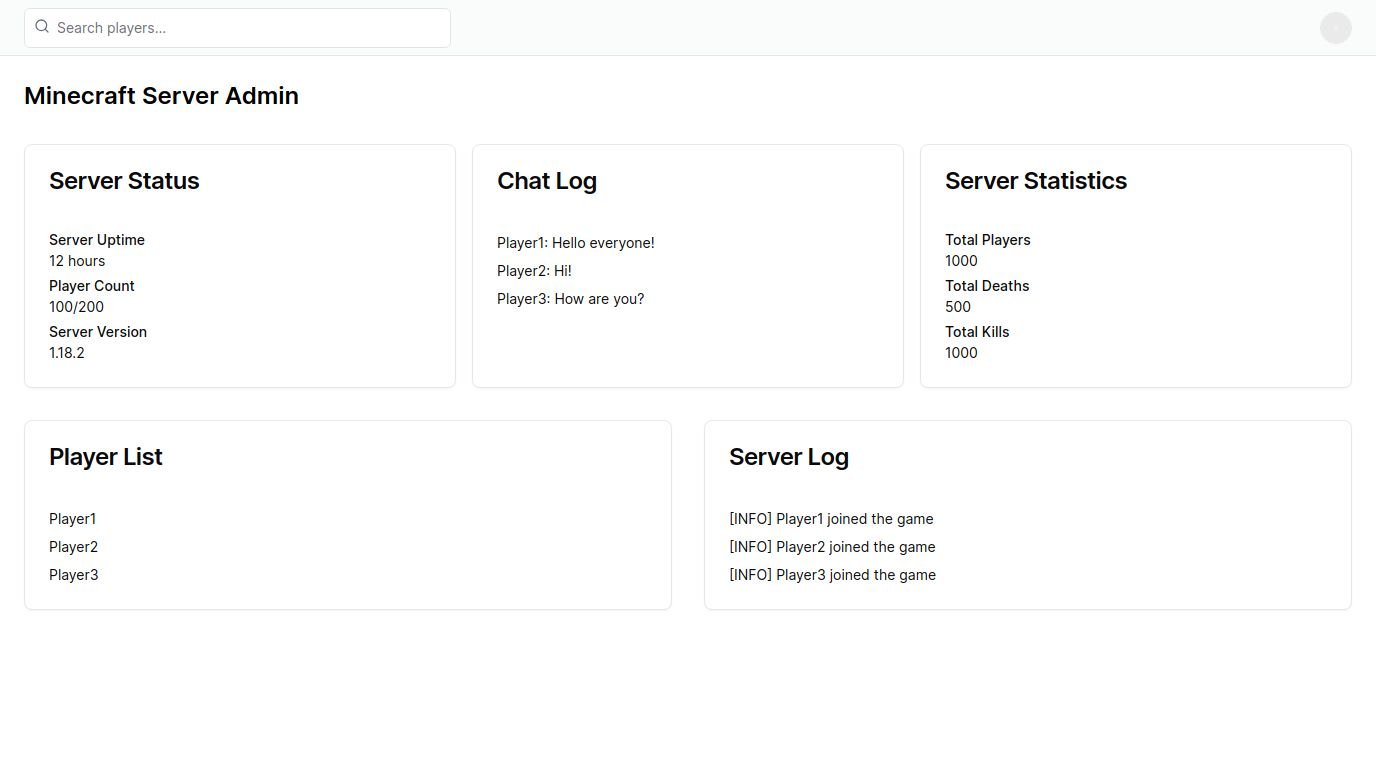 Search players...
Minecraft Server Admin
Server Status
Server Uptime
12 hours
Player Count
100/200
Server Version
1.18.2
Chat Log
Player1: Hello everyone!
Player2: Hi!
Player3: How are you?
Server Statistics
Total Players
1000
Total Deaths
500
Total Kills
1000
Player List
Player1
Player2
Player3
Server Log
[INFO] Player1 joined the game
[INFO] Player2 joined the game
[INFO] Player3 joined the game